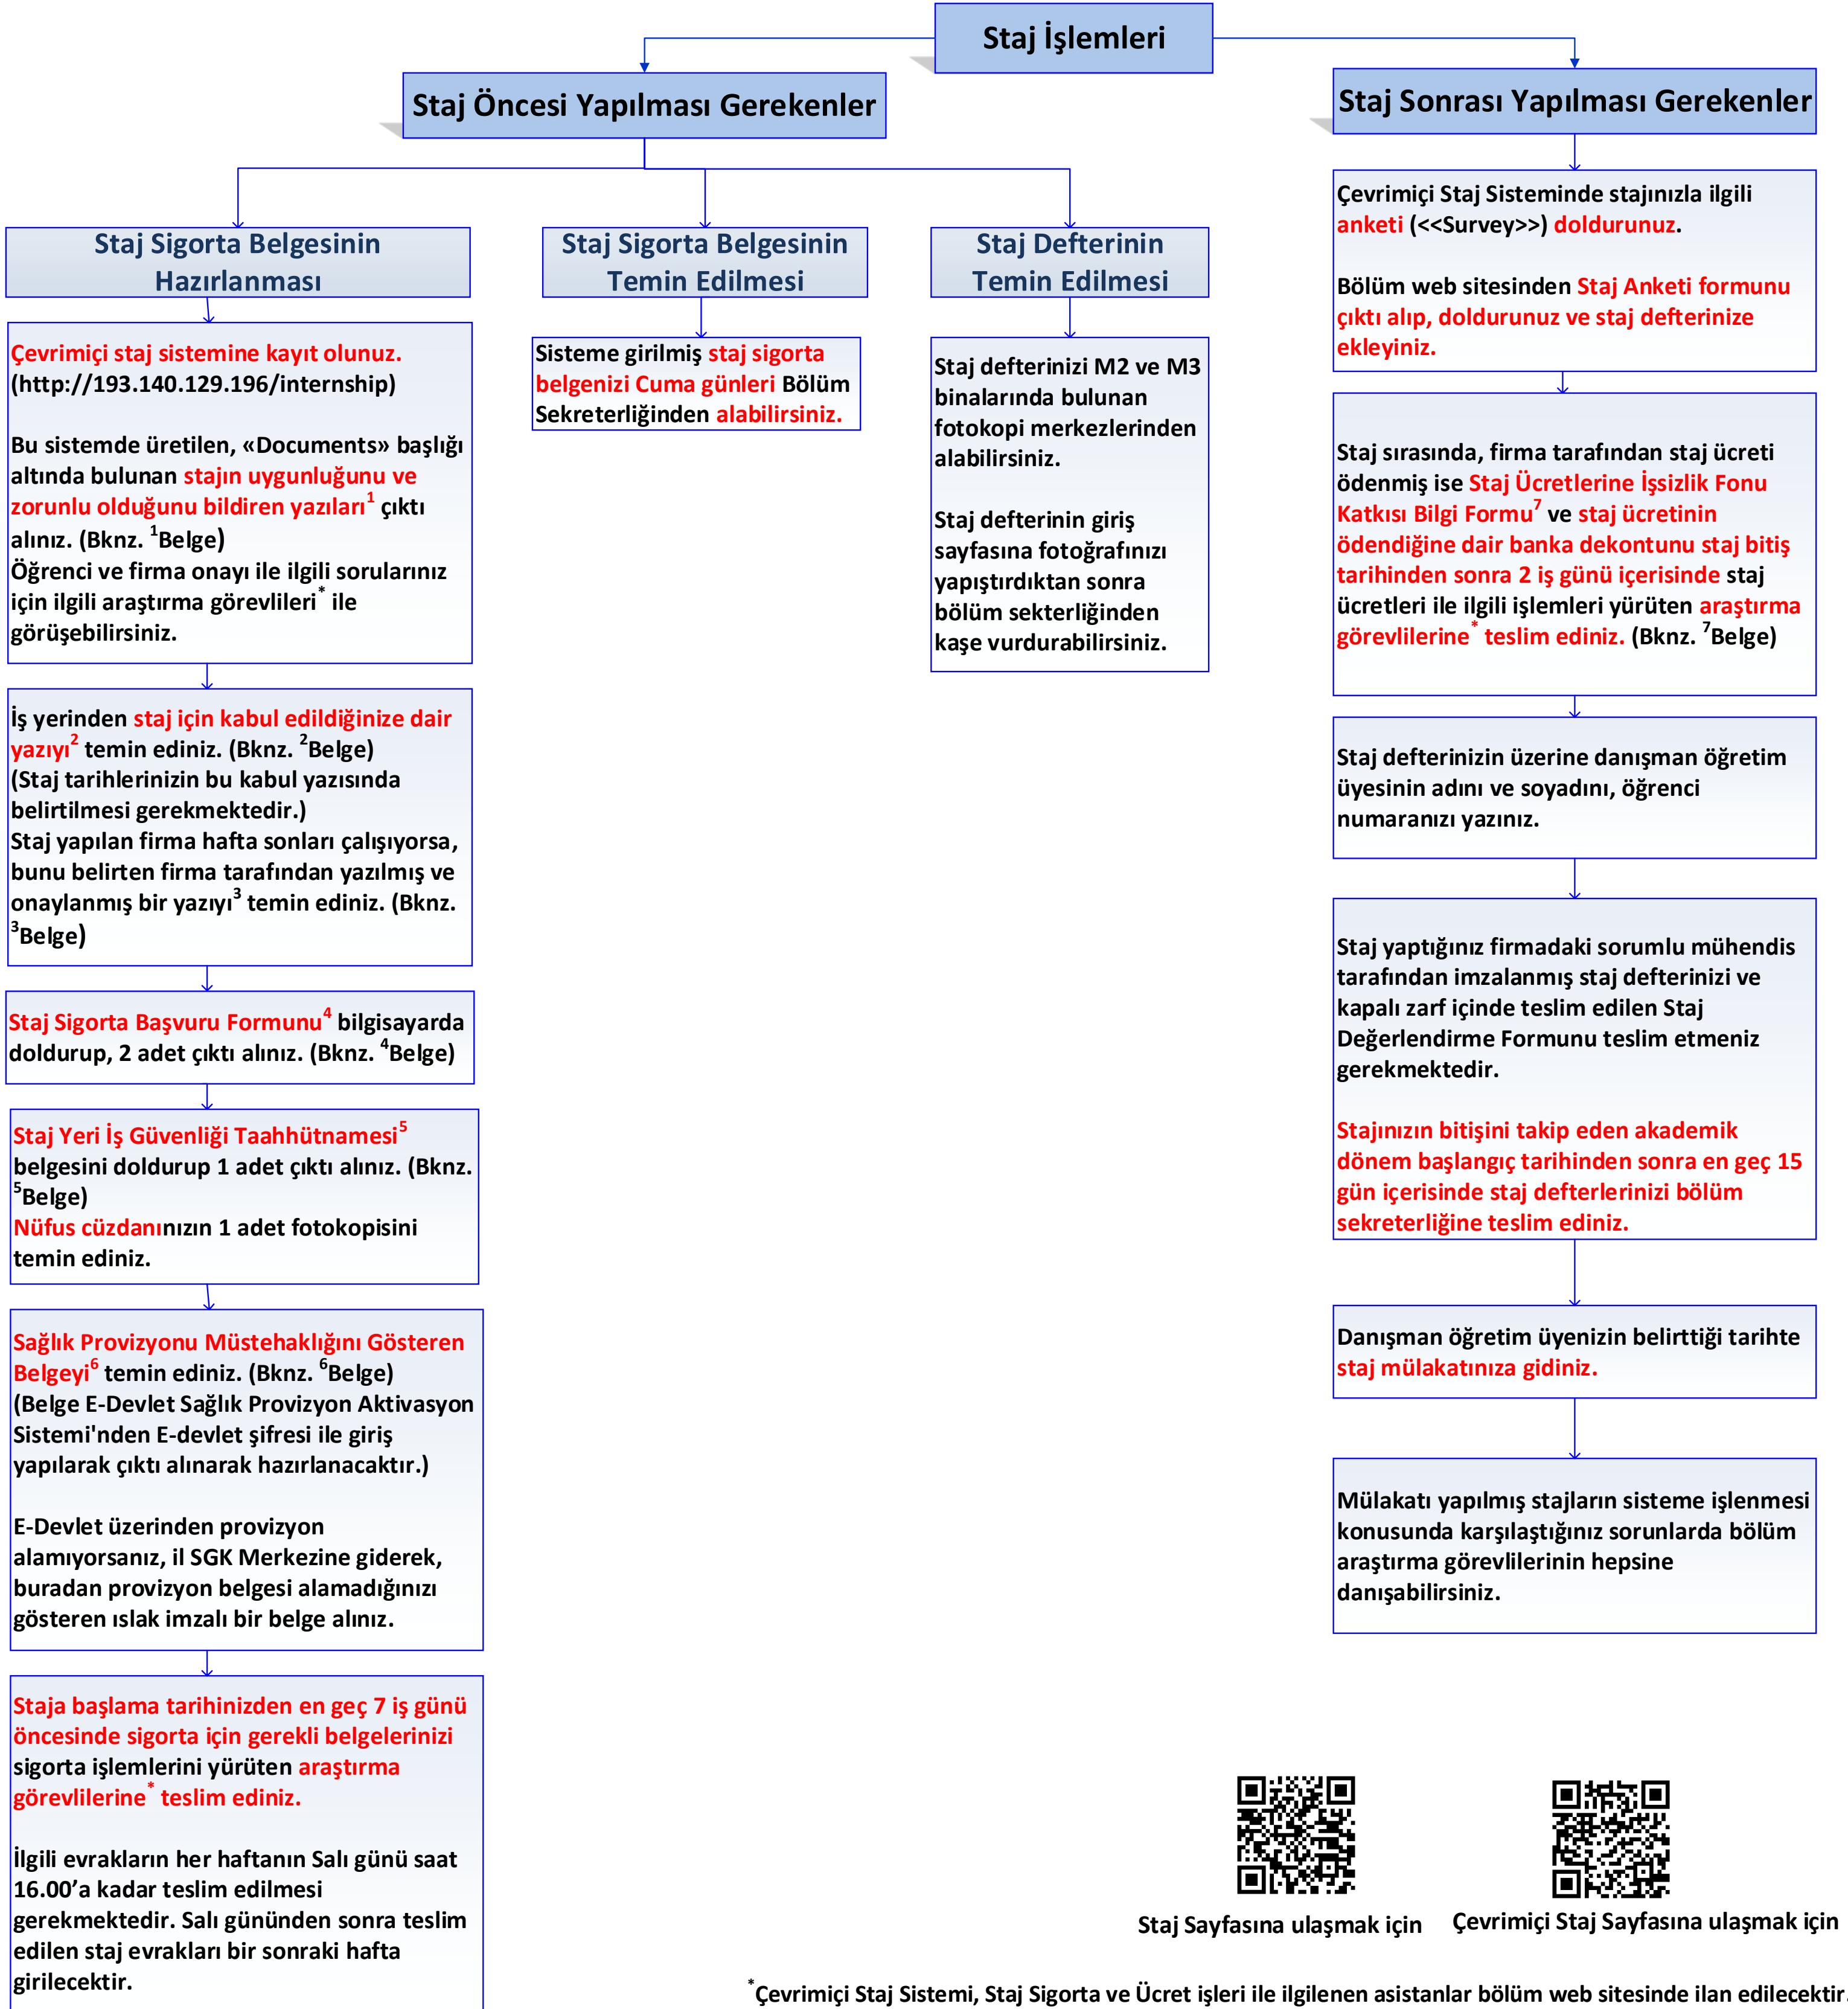 Staj İşlemleri
Staj Öncesi Yapılması Gerekenler
Staj Sigorta Belgesinin
Hazırlanması
Çevrimiçi staj sistemine kayıt olunuz.
(http://193.140.129.196/internship)
Bu sistemde üretilen, «Documents» başlığı
altında bulunan stajın uygunluğunu ve
zorunlu olduğunu bildiren yazıları1 çıktı
alınız. (Bknz. 1Belge)
Öğrenci ve firma onayı ile ilgili sorularınız
için ilgili araştırma görevlileri* ile
görüşebilirsiniz.
İş yerinden staj için kabul edildiğinize dair
yazıyı2 temin ediniz. (Bknz. 2Belge)
(Staj tarihlerinizin bu kabul yazısında
belirtilmesi gerekmektedir.)
Staj yapılan firma hafta sonları çalışıyorsa,
bunu belirten firma tarafından yazılmış ve
onaylanmış bir yazıyı3 temin ediniz. (Bknz.
3Belge)
Staj Sigorta Başvuru Formunu4 bilgisayarda
doldurup, 2 adet çıktı alınız. (Bknz. 4Belge)
Staj Yeri İş Güvenliği Taahhütnamesi5
belgesini doldurup 1 adet çıktı alınız. (Bknz.
5Belge)
Nüfus cüzdanınızın 1 adet fotokopisini
temin ediniz.
Sağlık Provizyonu Müstehaklığını Gösteren
Belgeyi6 temin ediniz. (Bknz. 6Belge)
(Belge E-Devlet Sağlık Provizyon Aktivasyon
Sistemi'nden E-devlet şifresi ile giriş
yapılarak çıktı alınarak hazırlanacaktır.)
E-Devlet üzerinden provizyon
alamıyorsanız, il SGK Merkezine giderek,
buradan provizyon belgesi alamadığınızı
gösteren ıslak imzalı bir belge alınız.
Staja başlama tarihinizden en geç 7 iş günü
öncesinde sigorta için gerekli belgelerinizi
sigorta işlemlerini yürüten araştırma
görevlilerine* teslim ediniz.
İlgili evrakların her haftanın Salı günü saat
16.00’a kadar teslim edilmesi
gerekmektedir. Salı gününden sonra teslim
edilen staj evrakları bir sonraki hafta
girilecektir.
Staj Sigorta Belgesinin
Temin Edilmesi
Sisteme girilmiş staj sigorta
belgenizi Cuma günleri Bölüm
Sekreterliğinden alabilirsiniz.
Staj Defterinin
Temin Edilmesi
Staj defterinizi M2 ve M3
binalarında bulunan
fotokopi merkezlerinden
alabilirsiniz.
Staj defterinin giriş
sayfasına fotoğrafınızı
yapıştırdıktan sonra
bölüm sekterliğinden
kaşe vurdurabilirsiniz.
Staj Sonrası Yapılması Gerekenler
Çevrimiçi Staj Sisteminde stajınızla ilgili
anketi (<<Survey>>) doldurunuz.
Bölüm web sitesinden Staj Anketi formunu
çıktı alıp, doldurunuz ve staj defterinize
ekleyiniz.
Staj sırasında, firma tarafından staj ücreti
ödenmiş ise Staj Ücretlerine İşsizlik Fonu
Katkısı Bilgi Formu7 ve staj ücretinin
ödendiğine dair banka dekontunu staj bitiş
tarihinden sonra 2 iş günü içerisinde staj
ücretleri ile ilgili işlemleri yürüten araştırma
görevlilerine* teslim ediniz. (Bknz. 7Belge)
Staj defterinizin üzerine danışman öğretim
üyesinin adını ve soyadını, öğrenci
numaranızı yazınız.
Staj yaptığınız firmadaki sorumlu mühendis
tarafından imzalanmış staj defterinizi ve
kapalı zarf içinde teslim edilen Staj
Değerlendirme Formunu teslim etmeniz
gerekmektedir.
Stajınızın bitişini takip eden akademik
dönem başlangıç tarihinden sonra en geç 15
gün içerisinde staj defterlerinizi bölüm
sekreterliğine teslim ediniz.
Danışman öğretim üyenizin belirttiği tarihte
staj mülakatınıza gidiniz.
Mülakatı yapılmış stajların sisteme işlenmesi
konusunda karşılaştığınız sorunlarda bölüm
araştırma görevlilerinin hepsine
danışabilirsiniz.
Staj Sayfasına ulaşmak için
Çevrimiçi Staj Sayfasına ulaşmak için
*Çevrimiçi Staj Sistemi, Staj Sigorta ve Ücret işleri ile ilgilenen asistanlar bölüm web sitesinde ilan edilecektir.